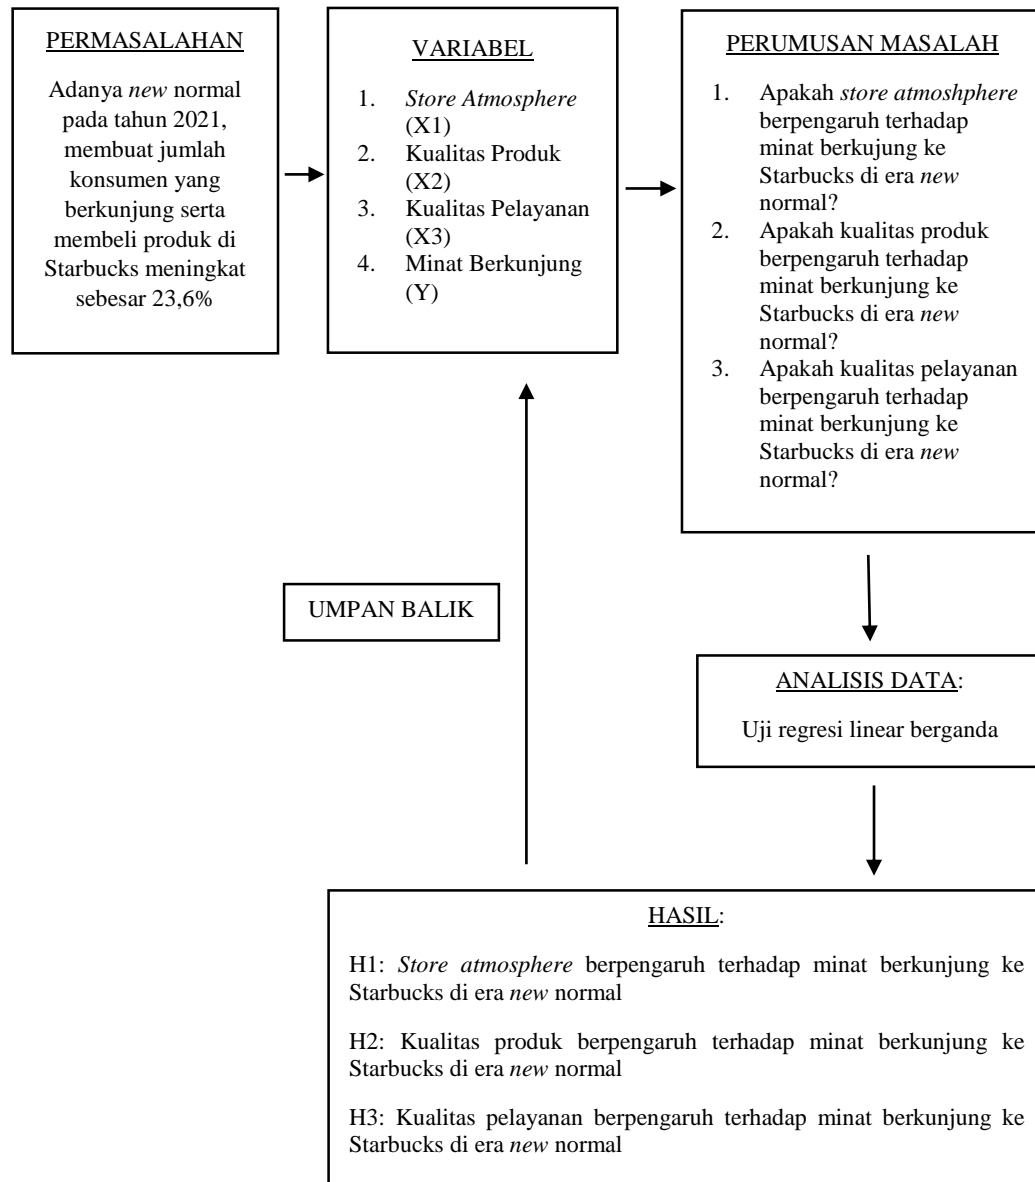 PERMASALAHAN
Adanya new normal
pada tahun 2021,
membuat jumlah
konsumen yang
berkunjung serta
membeli produk di
Starbucks meningkat
sebesar 23,6%
VARIABEL
1. Store Atmosphere
(X1)
2. Kualitas Produk
(X2)
3. Kualitas Pelayanan
(X3)
4. Minat Berkunjung
(Y)
PERUMUSAN MASALAH
1. Apakah store atmoshphere
berpengaruh terhadap
minat berkujung ke
Starbucks di era new
normal?
2. Apakah kualitas produk
berpengaruh terhadap
minat berkunjung ke
Starbucks di era new
normal?
3. Apakah kualitas pelayanan
berpengaruh terhadap
minat berkunjung ke
Starbucks di era new
normal?
UMPAN BALIK
ANALISIS DATA:
Uji regresi linear berganda
HASIL:
H1: Store atmosphere berpengaruh terhadap minat berkunjung ke
Starbucks di era new normal
H2: Kualitas produk berpengaruh terhadap minat berkunjung ke
Starbucks di era new normal
H3: Kualitas pelayanan berpengaruh terhadap minat berkunjung ke
Starbucks di era new normal